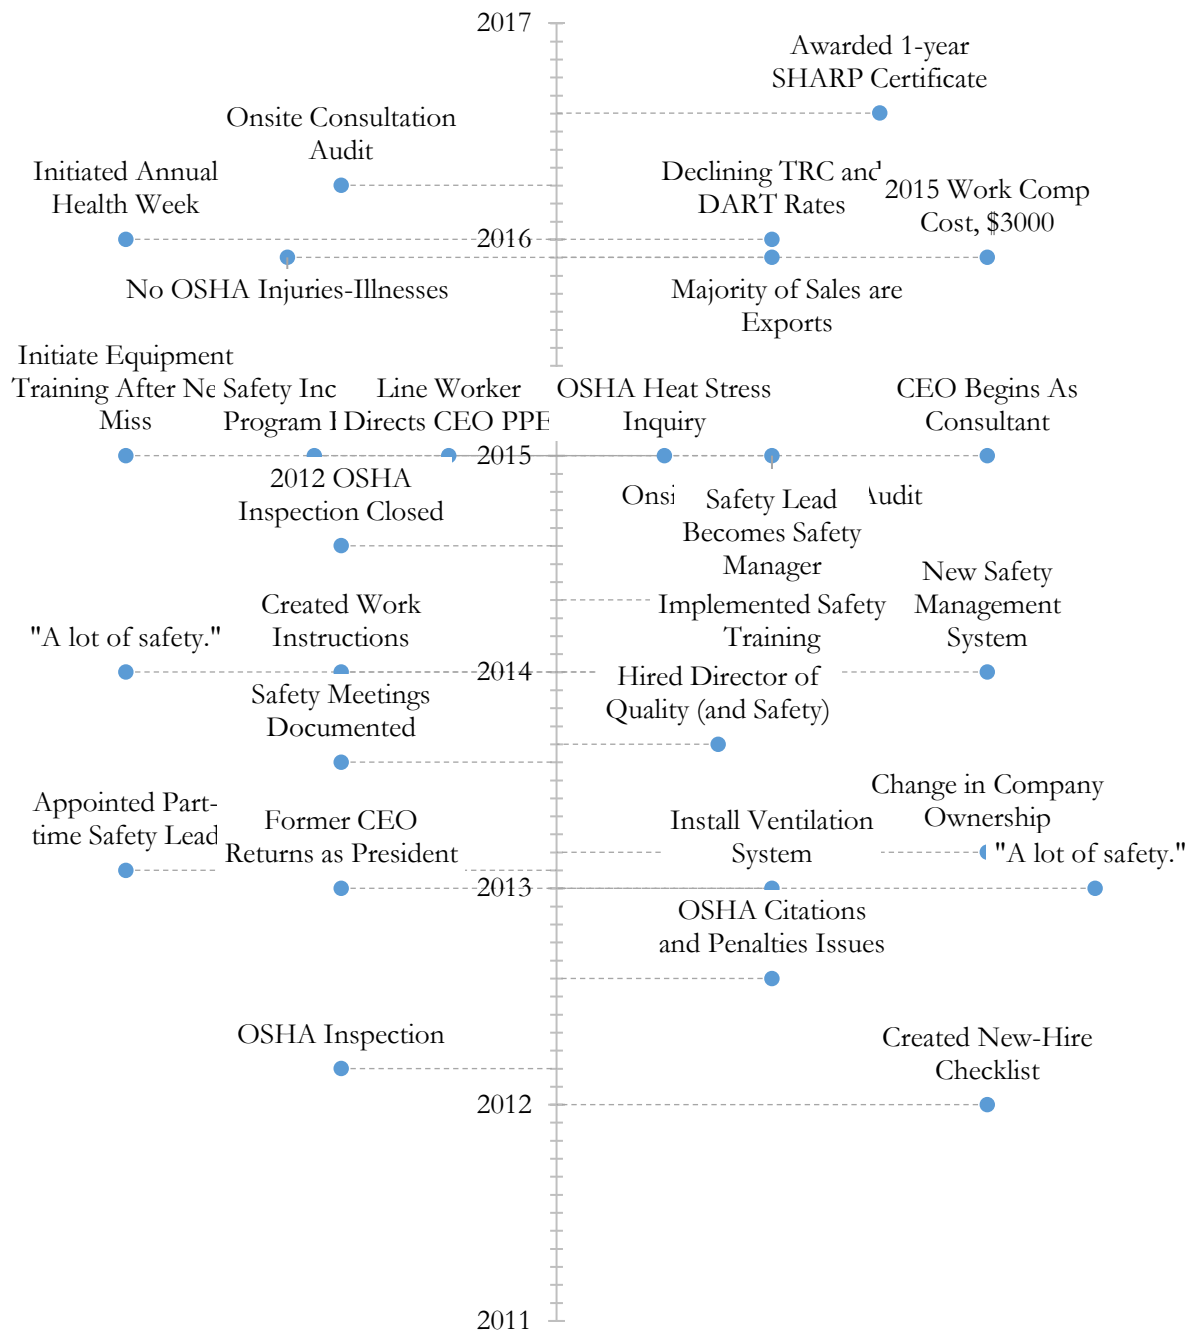 2017
Awarded 1-year
SHARP Certificate
Onsite Consultation
Audit
Initiated Annual
Health Week
Declining TRC and
DART Rates
2015 Work Comp
Cost, $3000
2016
No OSHA Injuries-Illnesses
Majority of Sales are
Exports
Initiate Equipment
Training After Ne
Miss
Safety Inc
Program
Line Worker
Directs CEO PPE
OSHA Heat Stress
Inquiry
CEO Begins As
Consultant
2015
2012 OSHA
Inspection Closed
Onsi
Audit
Safety Lead
Becomes Safety
Manager
"A lot of safety."
Created Work
Instructions
Implemented Safety
Training
New Safety
Management
System
2014
Safety Meetings
Documented
Hired Director of
Quality (and Safety)
Appointed Part-
time Safety Lead
Former CEO
Returns as President
Install Ventilation
System
Change in Company
Ownership
"A lot of safety."
2013
OSHA Citations
and Penalties Issues
OSHA Inspection
Created New-Hire
Checklist
2012
2011